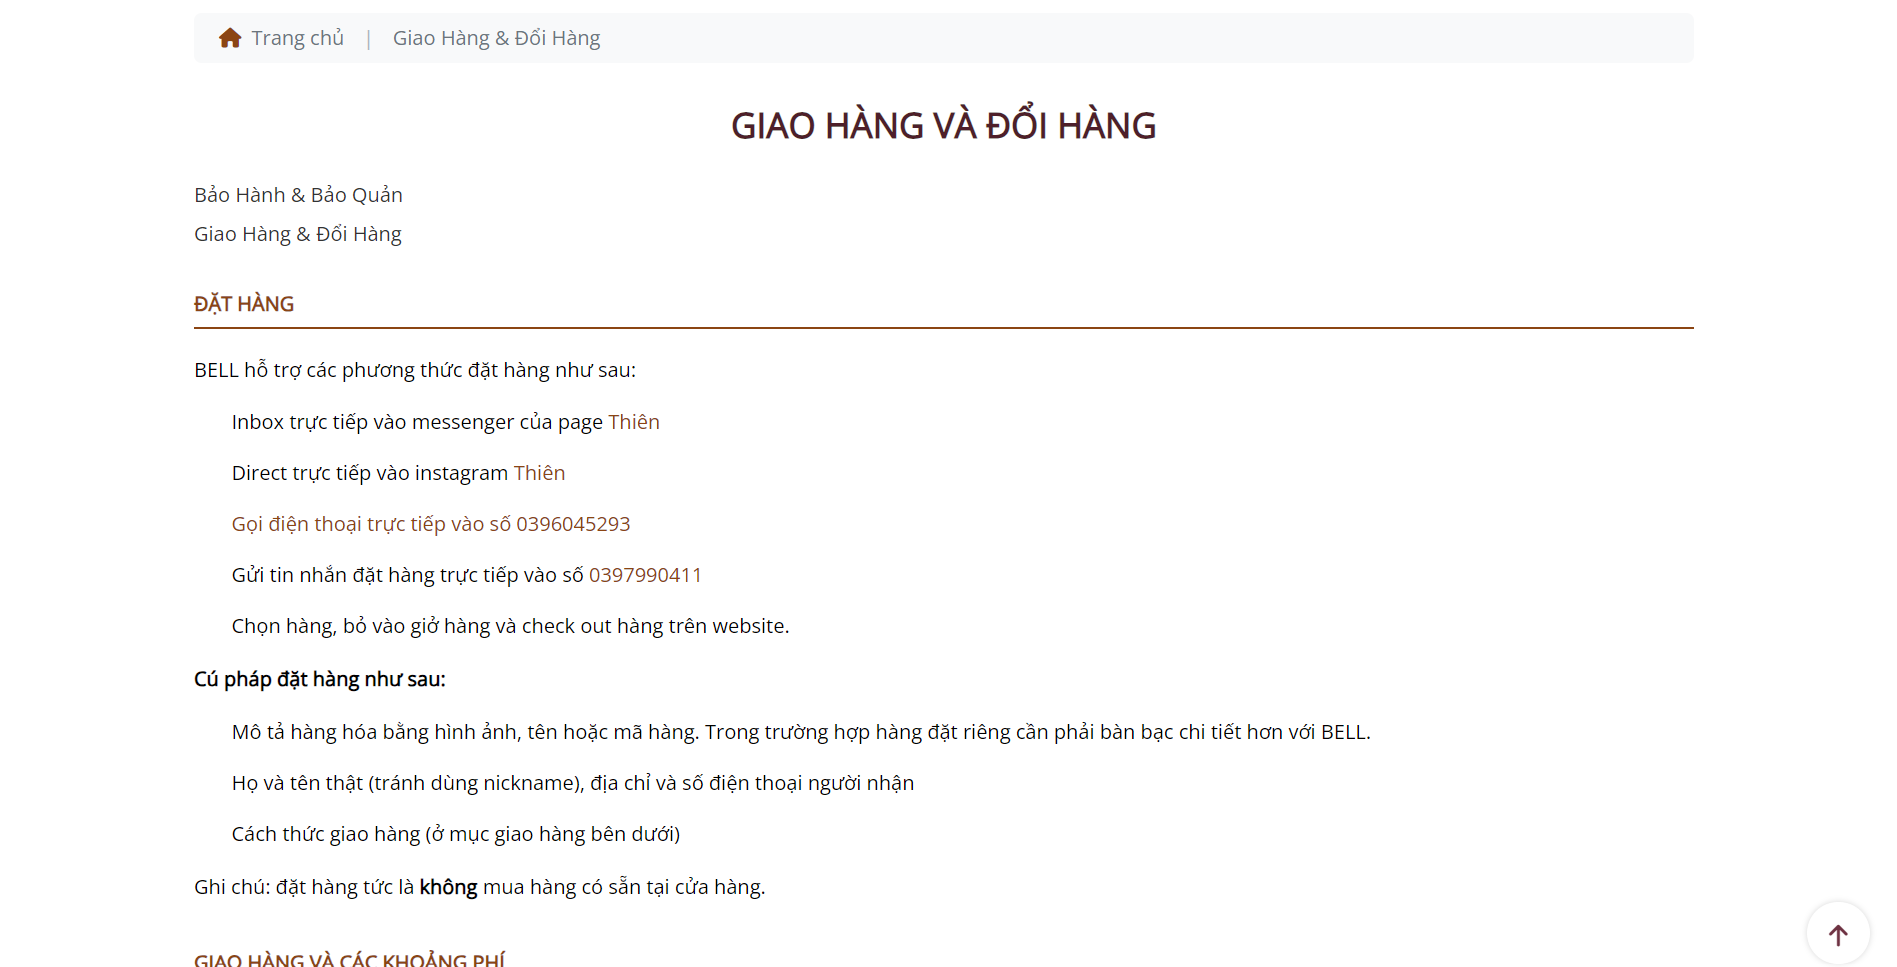 Trang chủ | Giao Hàng & Đổi Hàng
GIAO HÀNG VÀ ĐỔI HÀNG
Bảo Hành & Bảo Quản
Giao Hàng & Đổi Hàng
ĐẶT HÀNG
BELL hỗ trợ các phương thức đặt hàng như sau:
Inbox trực tiếp vào messenger của page Thiên
Direct trực tiếp vào instagram Thiên
Gọi điện thoại trực tiếp vào số 0396045293
Gửi tin nhắn đặt hàng trực tiếp vào số 0397990411
Chọn hàng, bỏ vào giở hàng và check out hàng trên website.
Cú pháp đặt hàng như sau:
Mô tả hàng hóa bằng hình ảnh, tên hoặc mã hàng. Trong trường hợp hàng đặt riêng cần phải bàn bạc chi tiết hơn với BELL.
Họ và tên thật (tránh dùng nickname), địa chỉ và số điện thoại người nhận
Cách thức giao hàng (ở mục giao hàng bên dưới)
Ghi chú: đặt hàng tức là không mua hàng có sẵn tại cửa hàng.
GIAO HÀNG VÀ CÁC KHOẢNG PHÍ